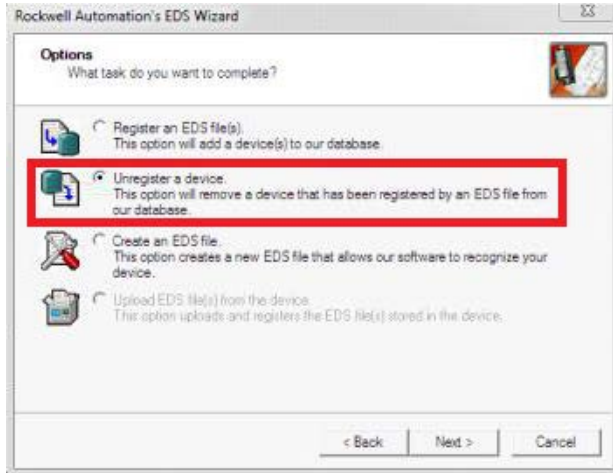 Rockwell Automation's EDS Wizard
Options
What task do you want to complete?
Register an EDS file(s).
This option will add a device(s) to our database.
Unregister a device.
This option will remove a device that has been registered by an EDS file from
our database.
Create an EDS file.
This option creates a new EDS file that allows our software to recognize your
device.
Upload EDS file(s) from the device.
This option uploads and registers the EDS file(s) stored in the device.
< Back
Next >
Cancel